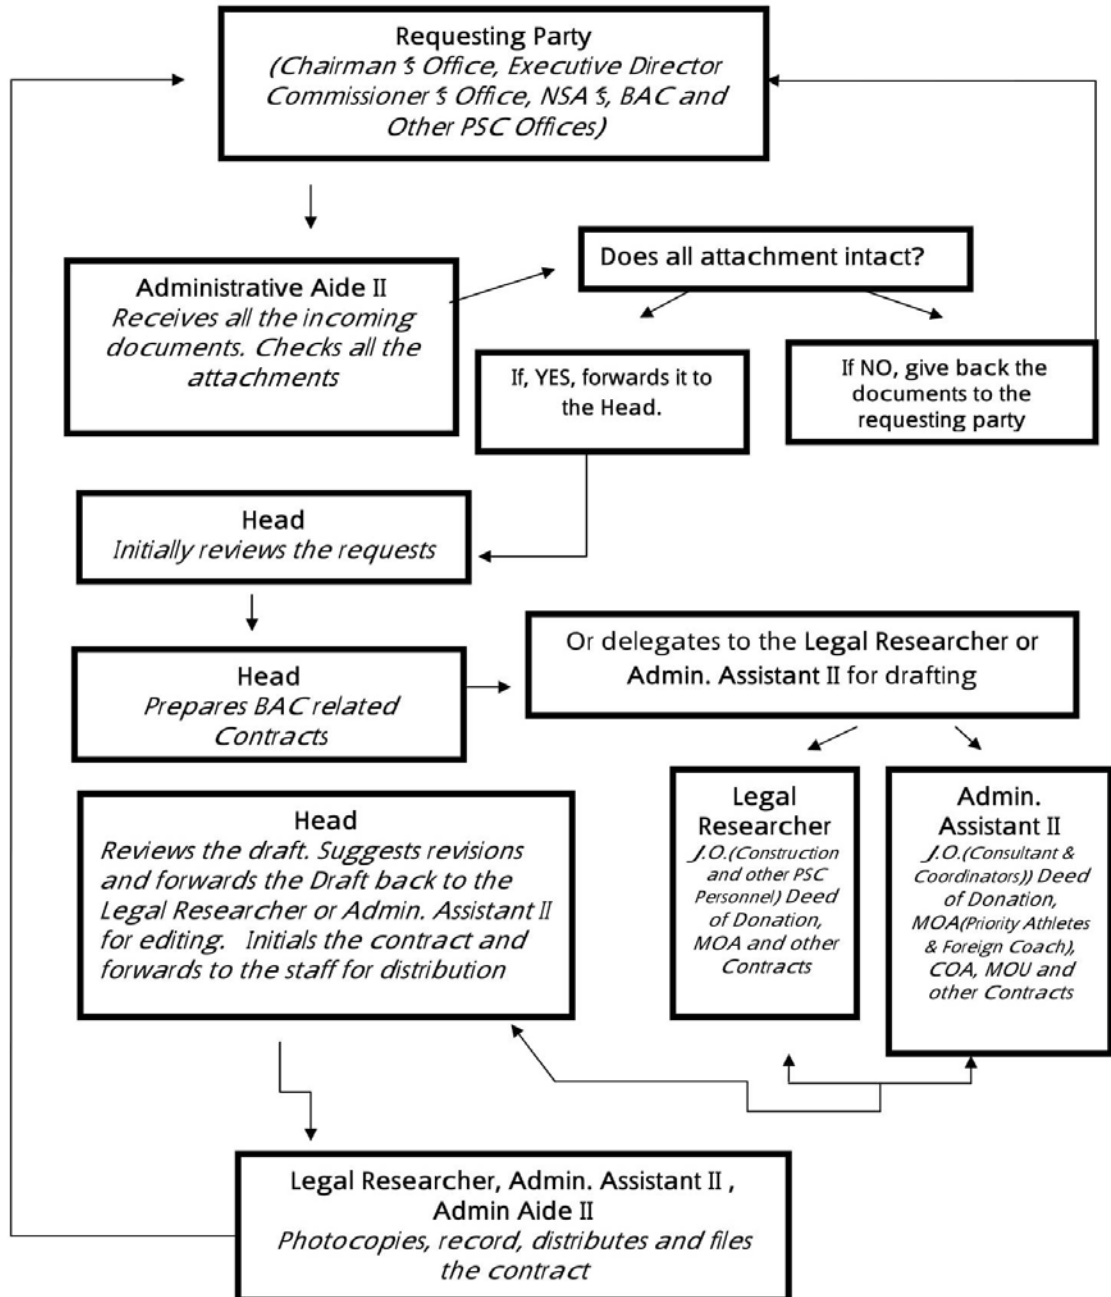 Requesting Party
(Chairman's Office, Executive Director
Commissioner's Office, NSA's, BAC and
Other PSC Offices)
Does all attachment intact?
Administrative Aide II
Receives all the incoming
documents. Checks all the
attachments
If, YES, forwards it to
the Head.
If NO, give back the
documents to the
requesting party
Head
Initially reviews the requests
Or delegates to the Legal Researcher or
Admin. Assistant II for drafting
Head
Prepares BAC related
Contracts
Legal
Researcher
J.O.(Construction
and other PSC
Personnel) Deed
of Donation,
MOA and other
Contracts
Admin.
Assistant II
J.O.(Consultant &
Coordinators)) Deed
of Donation,
MOA(Priority Athletes
& Foreign Coach),
COA, MOU and
other Contracts
Head
Reviews the draft. Suggests revisions
and forwards the Draft back to the
Legal Researcher or Admin. Assistant II
for editing. Initials the contract and
forwards to the staff for distribution
Legal Researcher, Admin. Assistant II ,
Admin Aide II
Photocopies, record, distributes and files
the contract